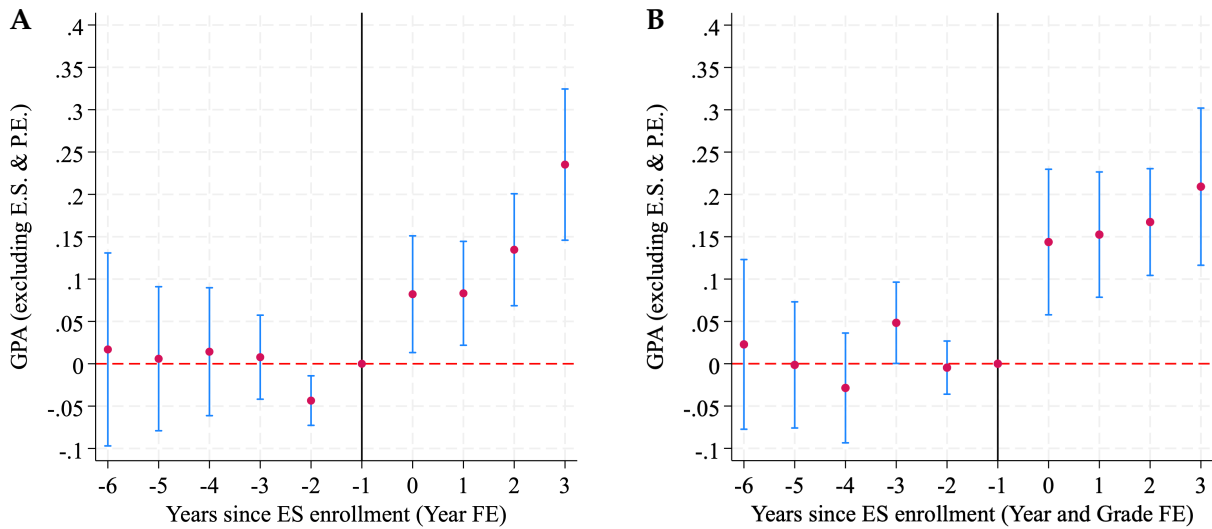 A
GPA (excluding E.S. & P.E.)
.4
.35
.3
.25
.2
.15
.1
.05
0
-.05
-.1
-6 -5 -4 -3 -2 -1 0 1 2 3
Years since ES enrollment (Year FE)
B
GPA (excluding E.S. & P.E.)
.4
.35
.3
.25
.2
.15
.1
.05
0
-.05
-.1
-6 -5 -4 -3 -2 -1 0 1 2 3
Years since ES enrollment (Year and Grade FE)